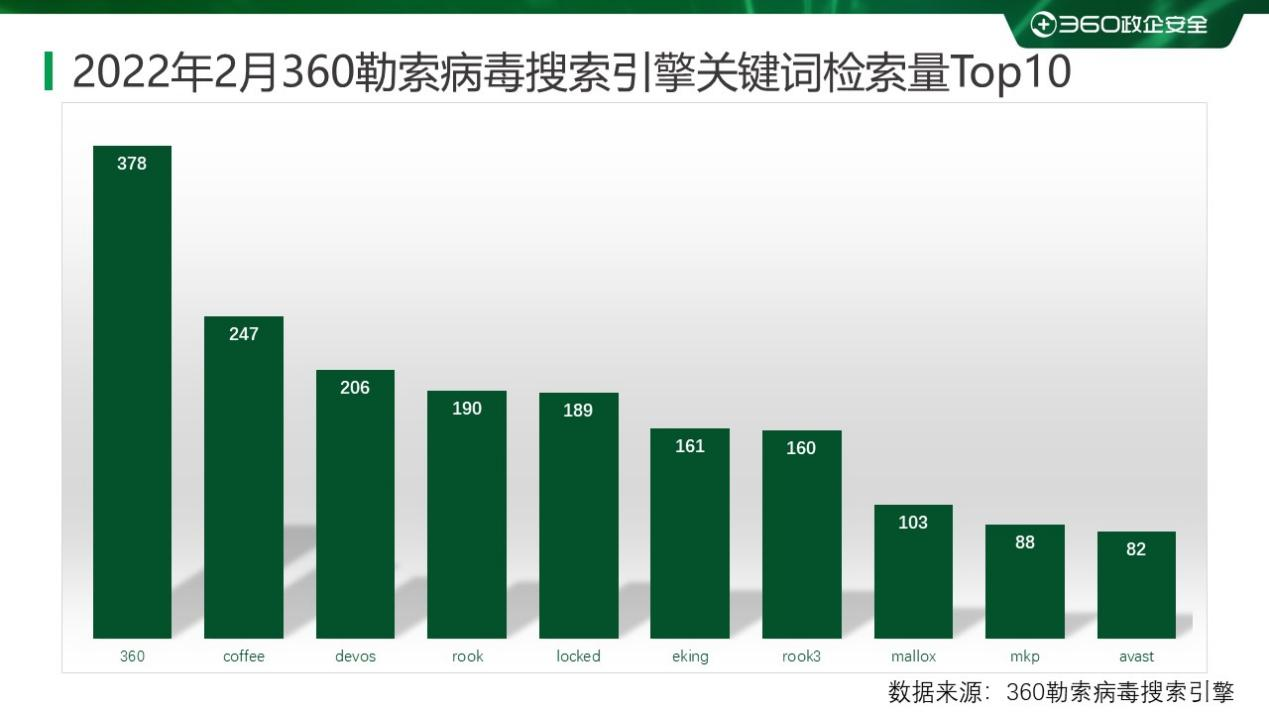 360政企安全
2022年2月360勒索病毒搜索引擎关键词检索量Top10
378
247
206
190
189
161
160
103
88
82
360
coffee
devos
rook
locked
eking
rook3
mallox
mkp
avast
数据来源：360勒索病毒搜索引擎